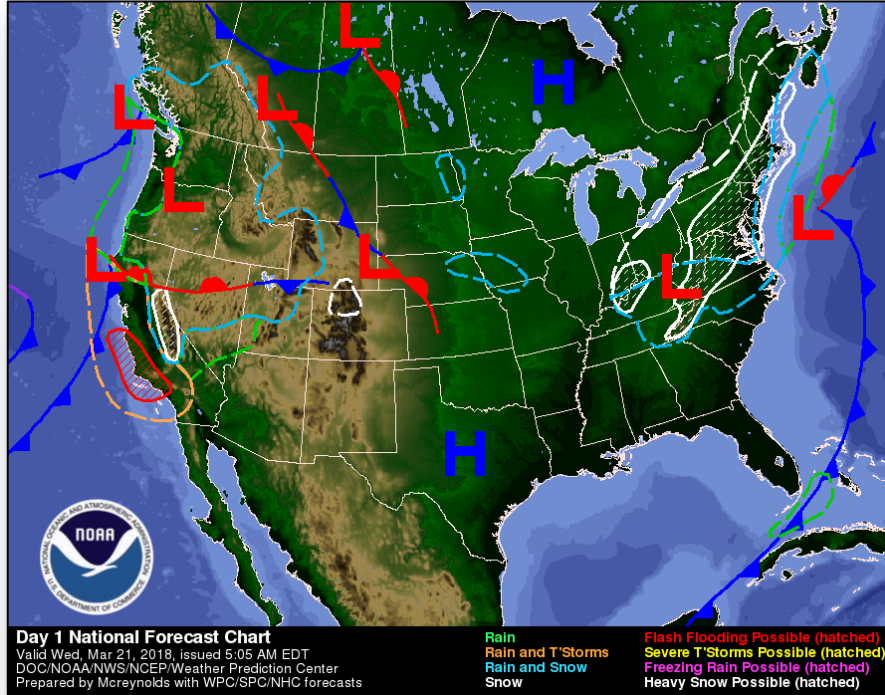 L
L
H
L
L
L
L
L
L
H
NATIONAL OCEANIC AND ATMOSPHERIC ADMINISTRATION
NOAA
U.S. DEPARTMENT OF COMMERCE
Day 1 National Forecast Chart
Valid Wed, Mar 21, 2018, issued 5:05 AM EDT
DOC/NOAA/NWS/NCEP/Weather Prediction Center
Prepared by Mcreynolds with WPC/SPC/NHC forecasts
Rain
Rain and T'Storms
Rain and Snow
Snow
Flash Flooding Possible (hatched)
Severe T'Storms Possible (hatched)
Freezing Rain Possible (hatched)
Heavy Snow Possible (hatched)